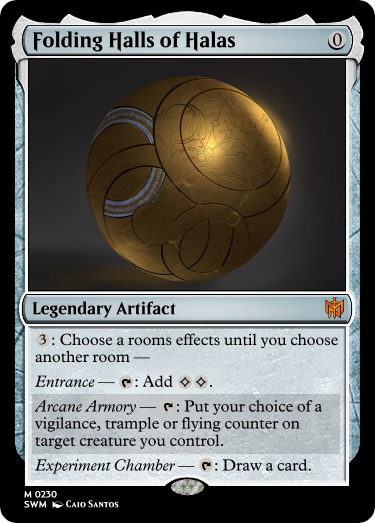 Folding Halls of Halas 0
Legendary Artifact
3 : Choose a rooms effects until you choose
another room —
Entrance — : Add .
Arcane Armory — : Put your choice of a
vigilance, trample or flying counter on
target creature you control.
Experiment Chamber — : Draw a card.
M 0230
SWM Caio Santos